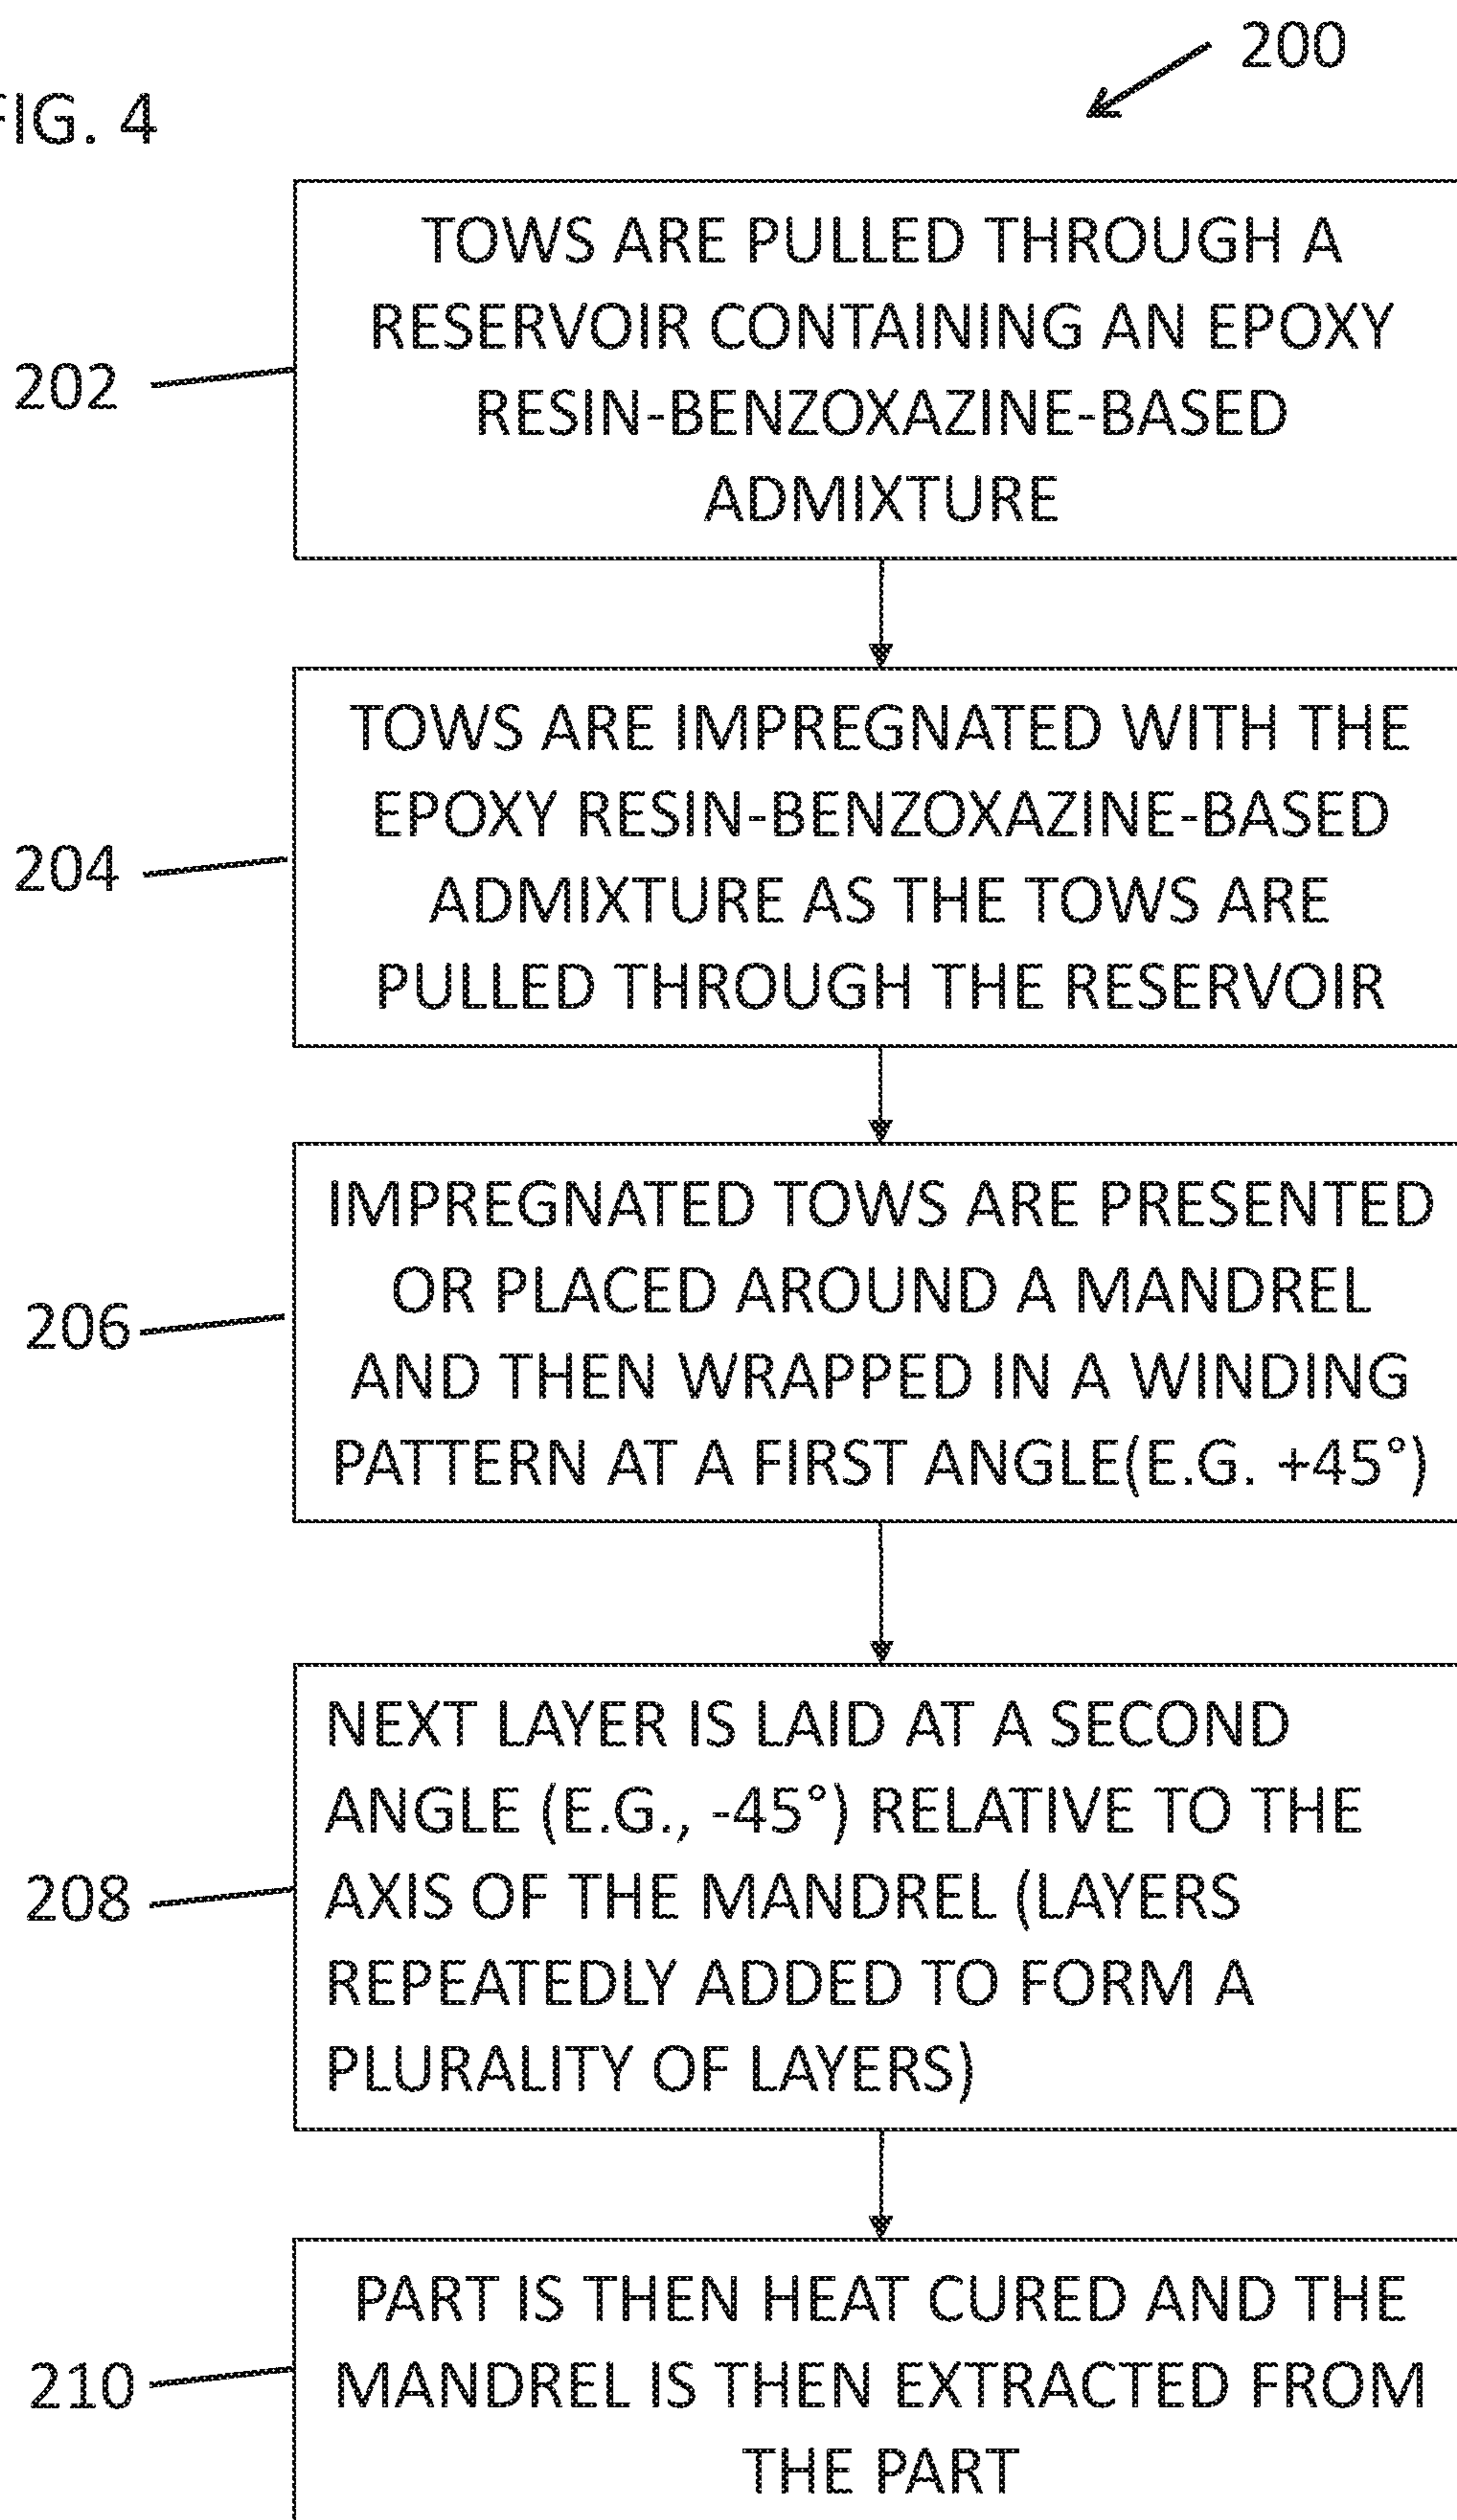 200
FIG. 4
TOWS ARE PULLED THROUGH A
RESERVOIR CONTAINING AN EPOXY
RESIN-BENZOXAZINE-BASED
ADMIXTURE
202
TOWS ARE IMPREGNATED WITH THE
EPOXY RESIN-BENZOXAZINE-BASED
ADMIXTURE AS THE TOWS ARE
PULLED THROUGH THE RESERVOIR
204
IMPREGNATED TOWS ARE PRESENTED
OR PLACED AROUND A MANDREL
AND THEN WRAPPED IN A WINDING
PATTERN AT A FIRST ANGLE(E.G. +45°)
206
NEXT LAYER IS LAID AT A SECOND
ANGLE (E.G., -45°) RELATIVE TO THE
AXIS OF THE MANDREL (LAYERS
REPEATEDLY ADDED TO FORM A
PLURALITY OF LAYERS)
208
PART IS THEN HEAT CURED AND THE
MANDREL IS THEN EXTRACTED FROM
THE PART
210